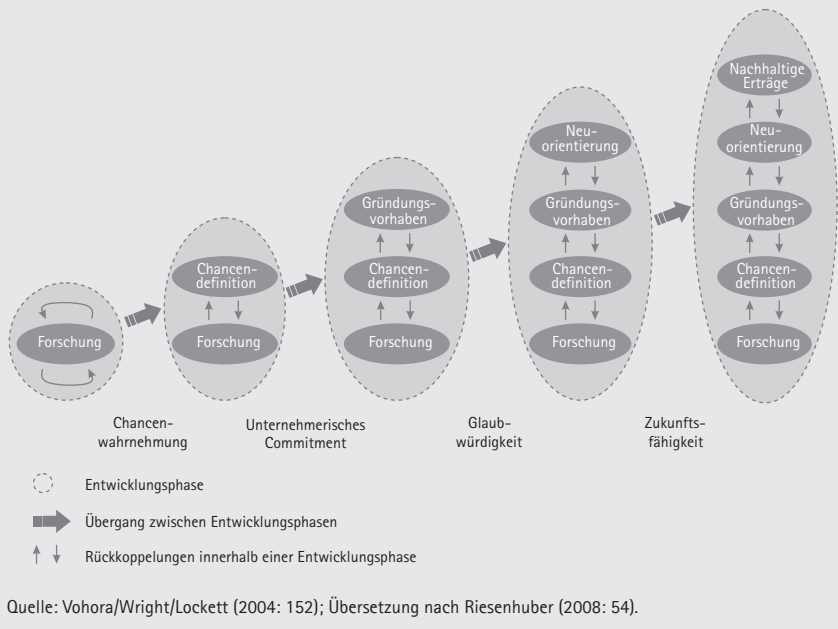 Forschung
Chancen-
definition
Forschung
Gründungs-
vorhaben
Chancen-
definition
Forschung
Neu-
orientierung
Gründungs-
vorhaben
Chancen-
definition
Forschung
Nachhaltige
Erträge
Neu-
orientierung
Gründungs-
vorhaben
Chancen-
definition
Forschung
Chancen-
wahrnehmung
Unternehmerisches
Commitment
Glaub-
würdigkeit
Zukunfts-
fähigkeit
Entwicklungsphase
Übergang zwischen Entwicklungsphasen
Rückkoppelungen innerhalb einer Entwicklungsphase
Quelle: Vohora/Wright/Lockett (2004: 152); Übersetzung nach Riesenhuber (2008: 54).